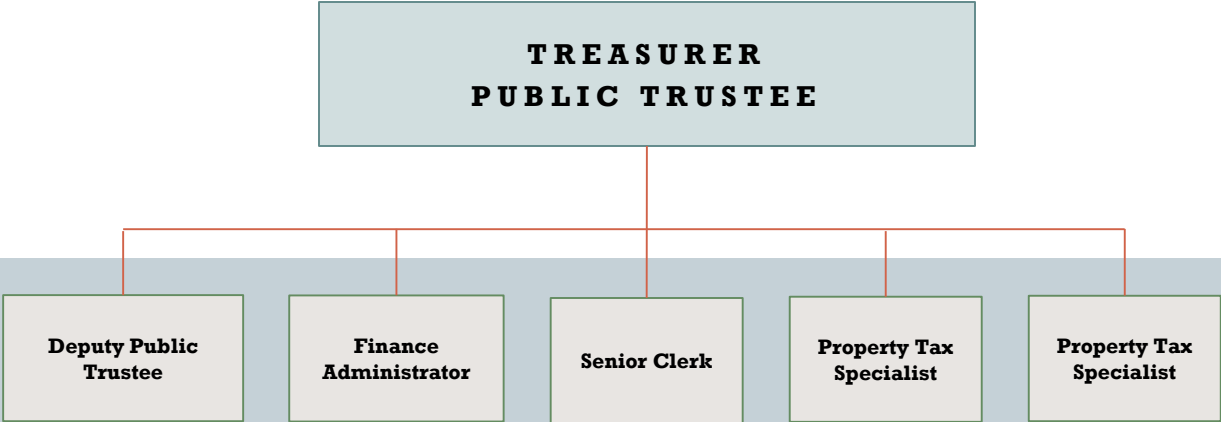 TREASURER
PUBLIC TRUSTEE
Deputy Public
Trustee
Finance
Administrator
Senior Clerk
Property Tax
Specialist
Property Tax
Specialist